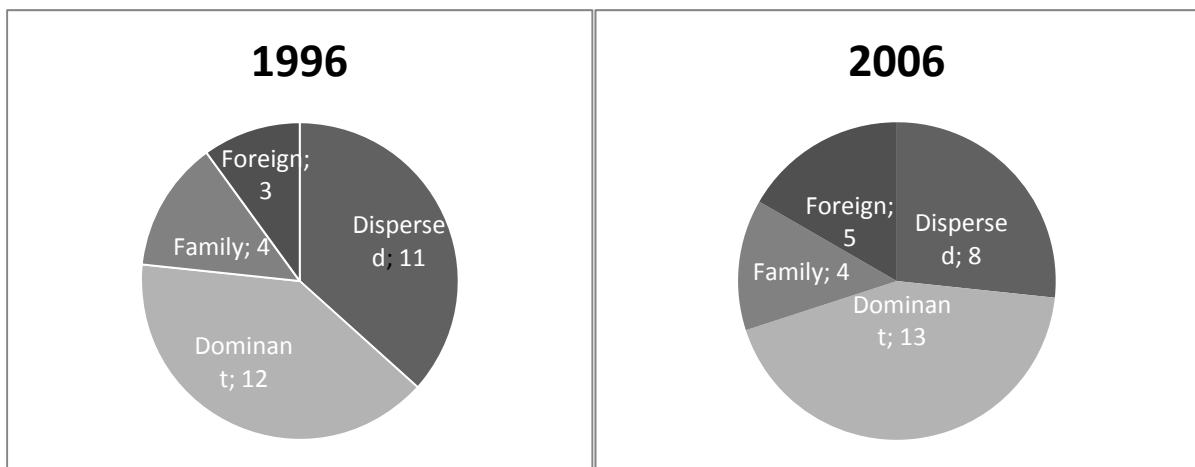 1996
Foreign;
3
Disperse
d; 11
Family; 4
Dominan
t; 12
2006
Foreign;
5
Disperse
d; 8
Family; 4
Dominan
t; 13